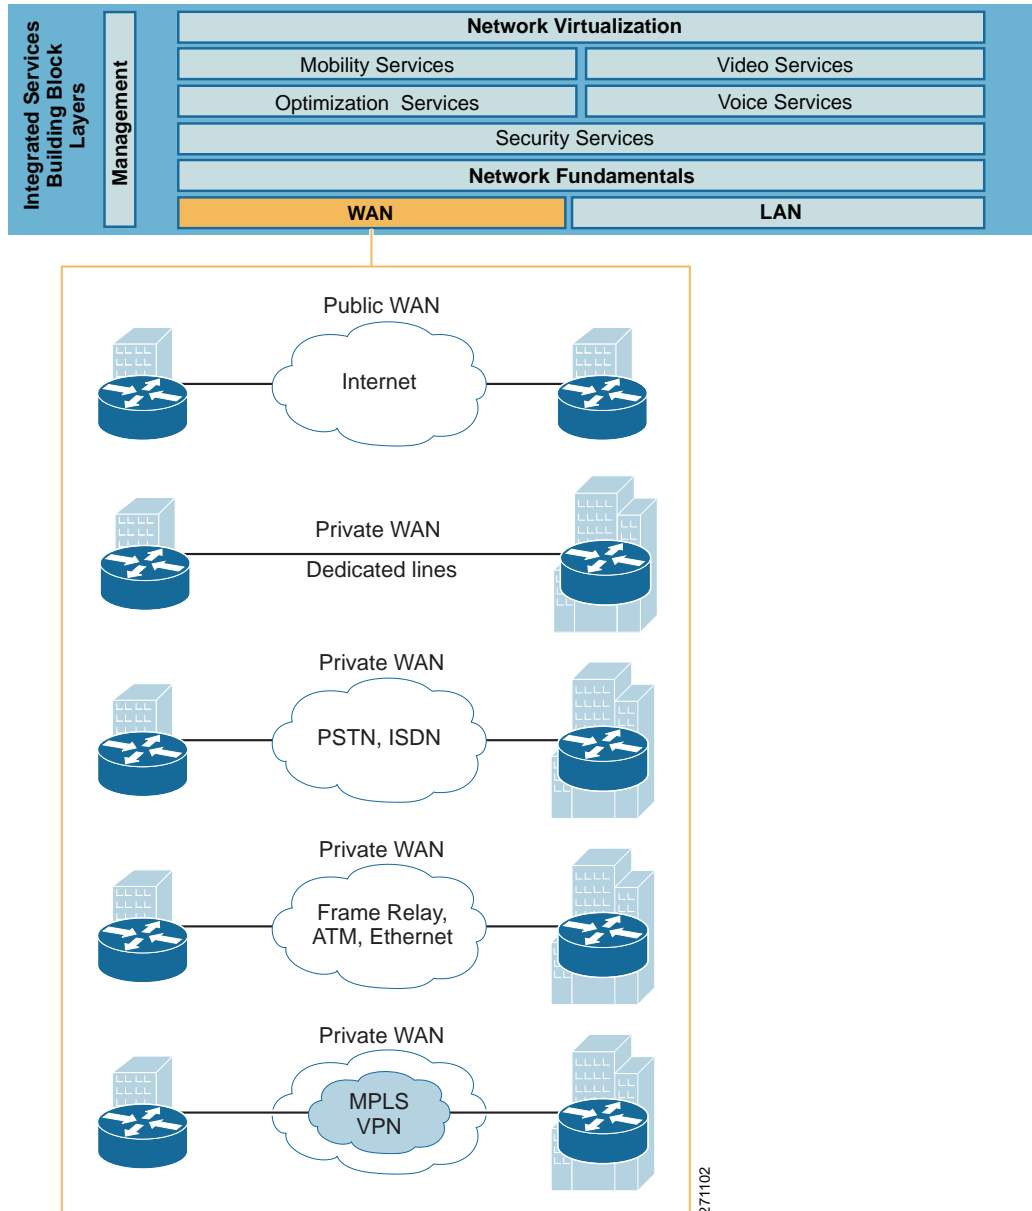 Integrated Services
Building Block
Layers
Management
Network Virtualization
Mobility Services
Video Services
Optimization Services
Voice Services
Security Services
Network Fundamentals
WAN
LAN
Public WAN
Internet
Private WAN
Dedicated lines
Private WAN
PSTN, ISDN
Private WAN
Frame Relay,
ATM, Ethernet
Private WAN
MPLS
VPN
271102